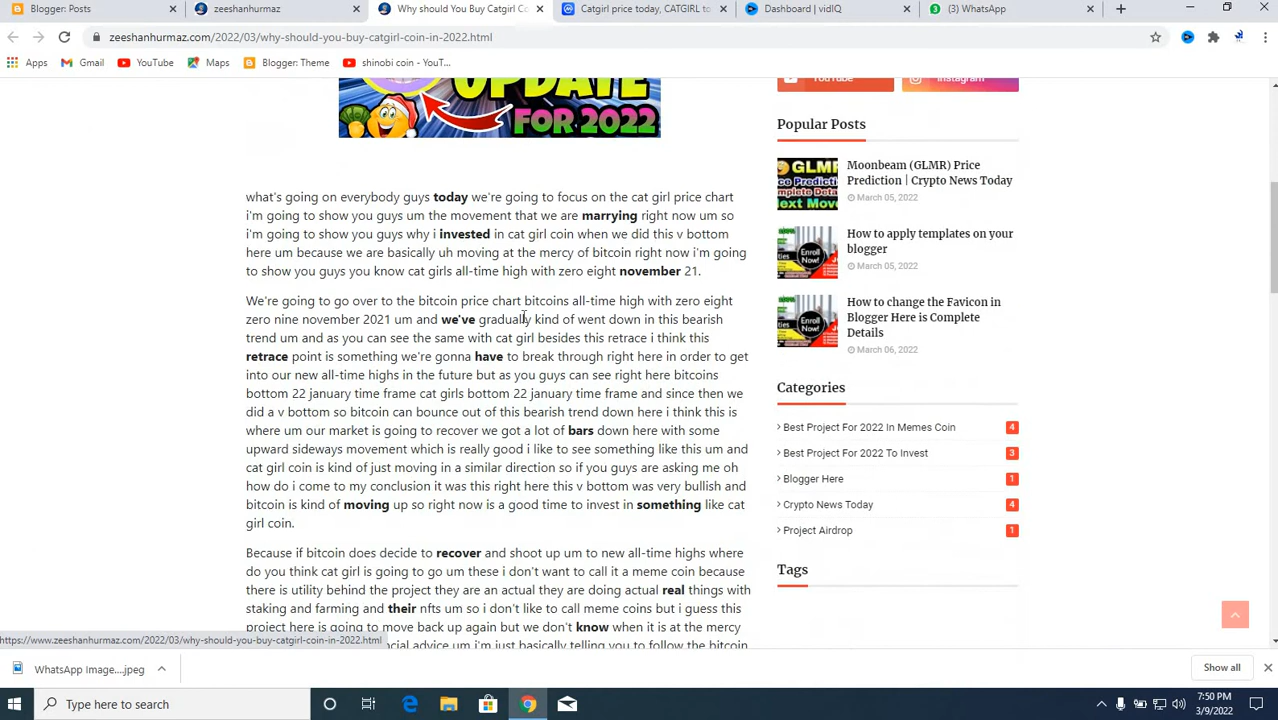 Blogger: Posts
zeeshanhurmaz
Why should You Buy Catgirl Co
Catgirl price today, CATGIRL to
Dashboard | vidIQ
(3) WhatsApp
zeeshanhurmaz.com/2022/03/why-should-you-buy-catgirl-coin-in-2022.html
Apps
Gmail
YouTube
Maps
Blogger: Theme
shinobi coin - YouT...
UPDATE
FOR 2022
YouTube
Instagram
what's going on everybody guys today we're going to focus on the cat girl price chart
i'm going to show you guys um the movement that we are marrying right now um so
i'm going to show you guys why i invested in cat girl coin when we did this v bottom
here um because we are basically uh moving at the mercy of bitcoin right now i'm going
to show you guys you know cat girls all-time high with zero eight november 21.
We're going to go over to the bitcoin price chart bitcoins all-time high with zero eight
zero nine november 2021 um and we've gradually kind of went down in this bearish
trend um and as you can see the same with cat girl besides this retrace i think this
retrace point is something we're gonna have to break through right here in order to get
into our new all-time highs in the future but as you guys can see right here bitcoins
bottom 22 january time frame cat girls bottom 22 january time frame and since then we
did a v bottom so bitcoin can bounce out of this bearish trend down here i think this is
where um our market is going to recover we got a lot of bars down here with some
upward sideways movement which is really good i like to see something like this um and
cat girl coin is kind of just moving in a similar direction so if you guys are asking me oh
how do i come to my conclusion it was this right here this v bottom was very bullish and
bitcoin is kind of moving up so right now is a good time to invest in something like cat
girl coin.
Because if bitcoin does decide to recover and shoot up um to new all-time highs where
do you think cat girl is going to go um these i don't want to call it a meme coin because
there is utility behind the project they are an actual they are doing actual real things with
staking and farming and their nfts um so i don't like to call meme coins but i guess this
project here is going to move back up again but we don't know when it is at the mercy
cial advice um i'm just basically telling you to follow the bitcoin
Popular Posts
GLMR
Price Prediction
Complete Detail
Next Move
Moonbeam (GLMR) Price
Prediction | Crypto News Today
March 05, 2022
Enroll
Now!
How to apply templates on your
blogger
March 05, 2022
Enroll
Now!
How to change the Favicon in
Blogger Here is Complete
Details
March 06, 2022
Categories
Best Project For 2022 In Memes Coin
4
Best Project For 2022 To Invest
3
Blogger Here
1
Crypto News Today
4
Project Airdrop
1
Tags
https://www.zeeshanhurmaz.com/2022/03/why-should-you-buy-catgirl-coin-in-2022.html
WhatsApp Image....jpeg
Show all
Type here to search
7:50 PM
3/9/2022